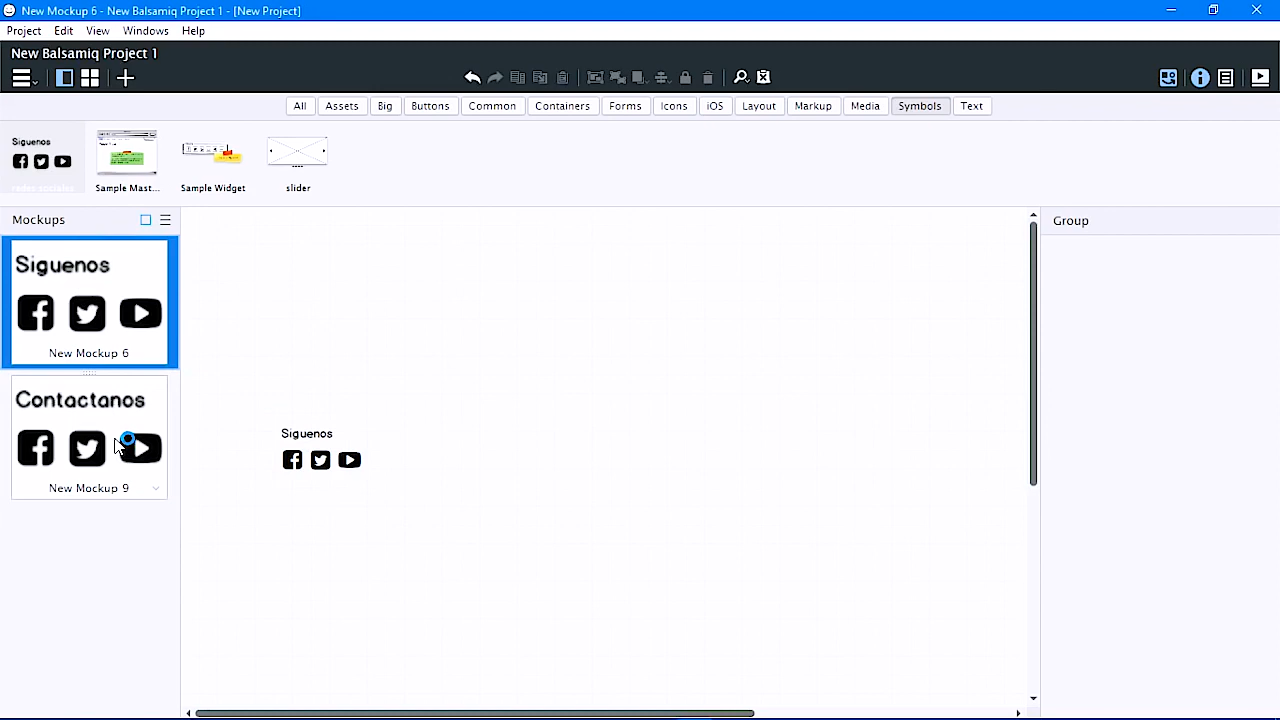 New Mockup 6 - New Balsamiq Project 1 - [New Project]
Project Edit View Windows Help
New Balsamiq Project 1
All Assets Big Buttons Common Containers Forms Icons iOS Layout Markup Media Symbols Text
Siguenos
redes sociales Sample Mast... Sample Widget slider
Mockups
Group
Siguenos
New Mockup 6
Contactanos
New Mockup 9
Siguenos